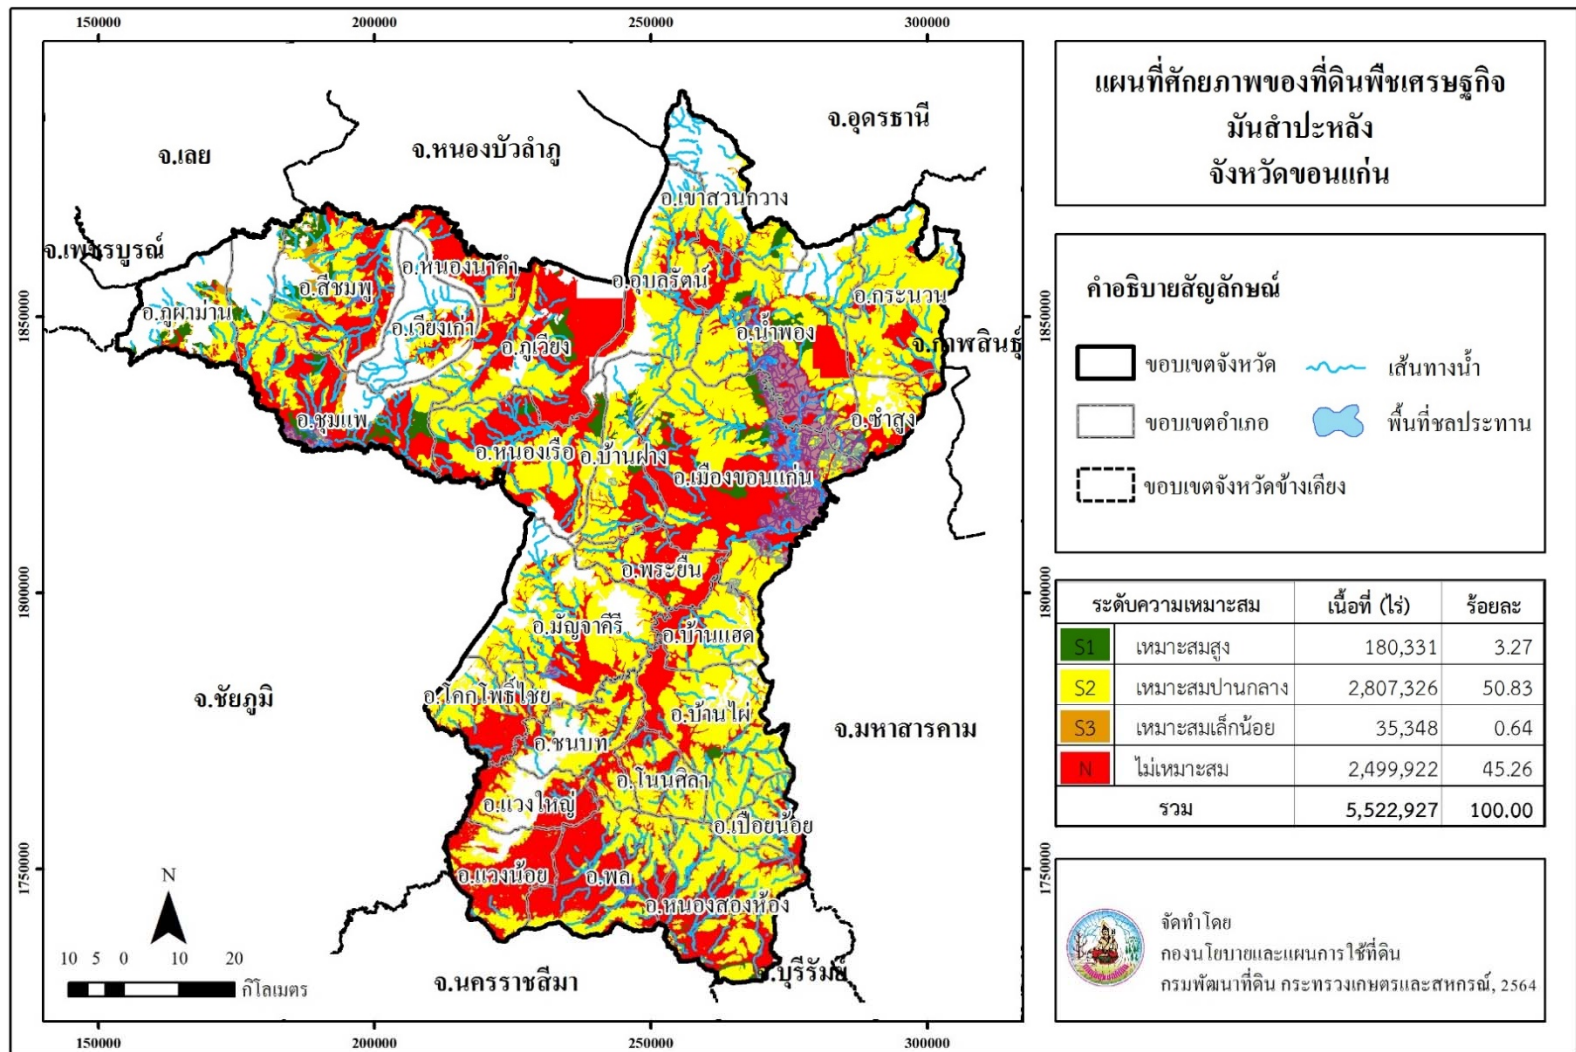 150000 200000 250000 300000
แผนที่ศักยภาพของที่ดินพืชเศรษฐกิจ
มันสำปะหลัง
จังหวัดขอนแก่น
จ.อุดรธานี
จ.หนองบัวลำภู
จ.เลย
จ.เพชรบูรณ์
อ.เขาสวนกวาง
อ.หนองนาคำ
อ.อุบลรัตน์
อ.สีชมพู
อ.กระนวน
อ.ภูผาม่าน
อ.เวียงเก่า
อ.น้ำพอง
อ.ภูเวียง
จ.กาฬสินธุ์
อ.ชุมแพ
อ.ซำสูง
อ.หนองเรือ
อ.บ้านฝาง
อ.เมืองขอนแก่น
อ.พระยืน
อ.มัญจาคีรี
อ.บ้านแฮด
อ.โคกโพธิ์ไชย
จ.ชัยภูมิ
อ.บ้านไผ่
จ.มหาสารคาม
อ.ชนบท
อ.โนนศิลา
อ.แวงใหญ่
อ.เปือยน้อย
อ.แวงน้อย
อ.พล
อ.หนองสองห้อง
จ.นครราชสีมา
จ.บุรีรัมย์
1850000
1800000
1750000
1850000
1800000
1750000
N
10 5 0 10 20
กิโลเมตร
150000 200000 250000 300000
คำอธิบายสัญลักษณ์
ขอบเขตจังหวัด เส้นทางน้ำ
ขอบเขตอำเภอ พื้นที่ชลประทาน
ขอบเขตจังหวัดข้างเคียง
ระดับความเหมาะสม เนื้อที่ (ไร่) ร้อยละ
S1 เหมาะสมสูง 180,331 3.27
S2 เหมาะสมปานกลาง 2,807,326 50.83
S3 เหมาะสมเล็กน้อย 35,348 0.64
N ไม่เหมาะสม 2,499,922 45.26
รวม 5,522,927 100.00
จัดทำโดย
กองนโยบายและแผนการใช้ที่ดิน
กรมพัฒนาที่ดิน กระทรวงเกษตรและสหกรณ์, 2564